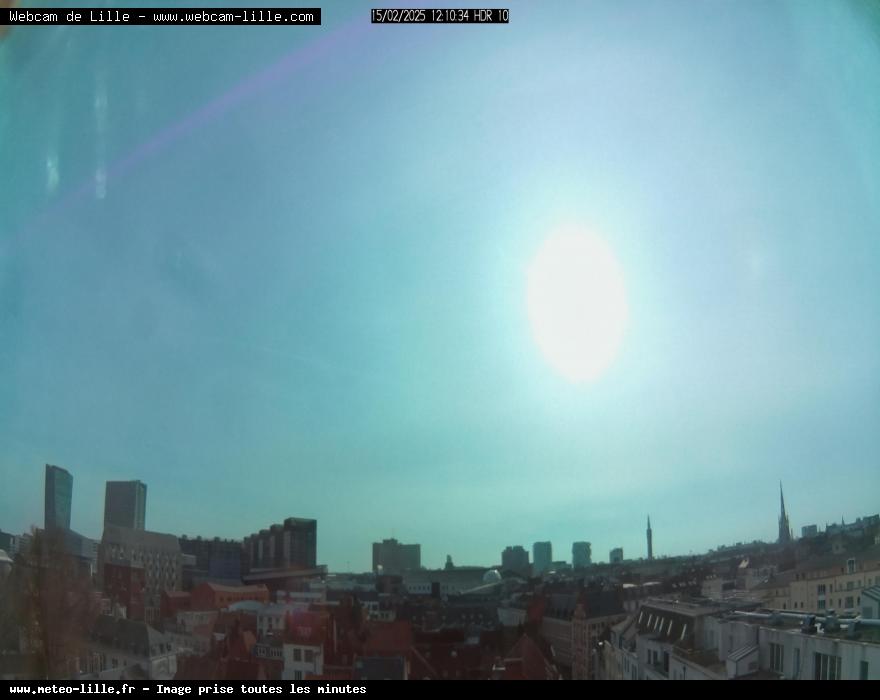 Webcam de Lille - www.webcam-lille.com
15/02/2025 12:10:34 HDR 10
www.meteo-lille.fr - Image prise toutes les minutes